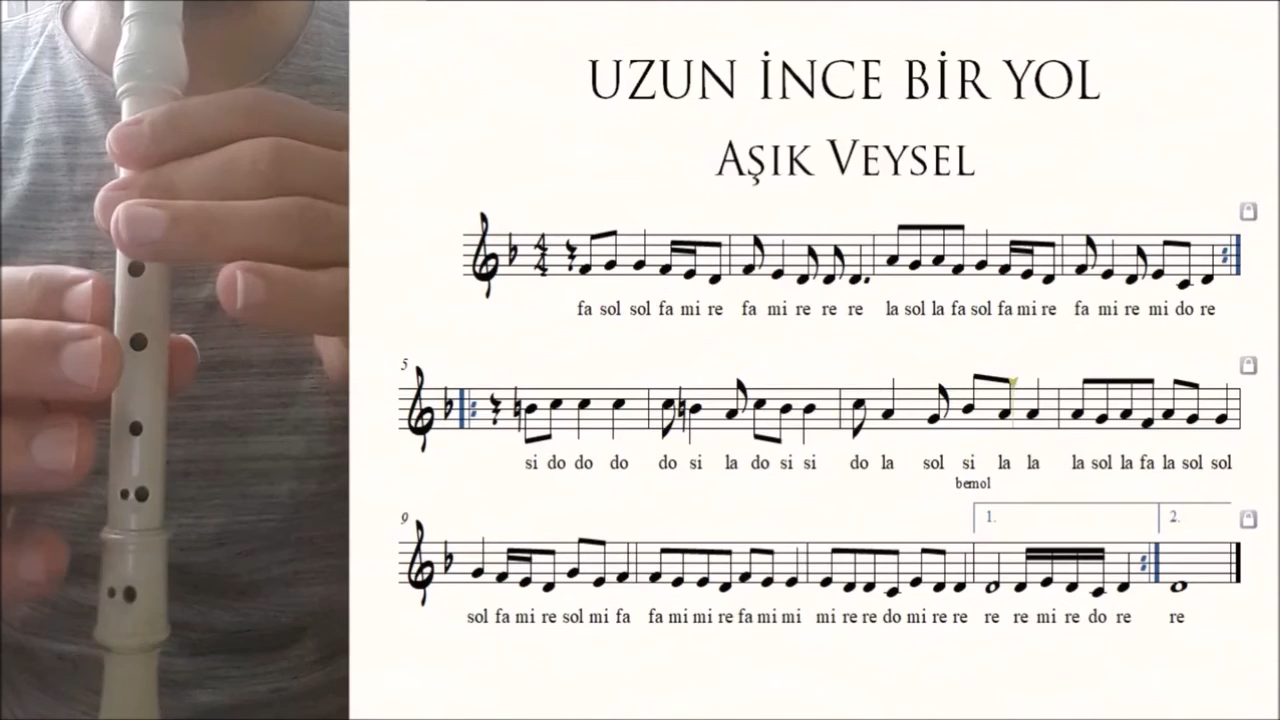 UZUN İNCE BİR YOL
AŞIK VEYSEL
fa sol sol fa mi re fa mi re re re la sol la fa sol fa mi re fa mi re mi do re
5
si do do do do si la do si si do la sol si la la la sol la fa la sol sol
bemol
9
1. 2.
sol fa mi re sol mi fa fa mi mi re fa mi mi mi re re do mi re re re re mi re do re re